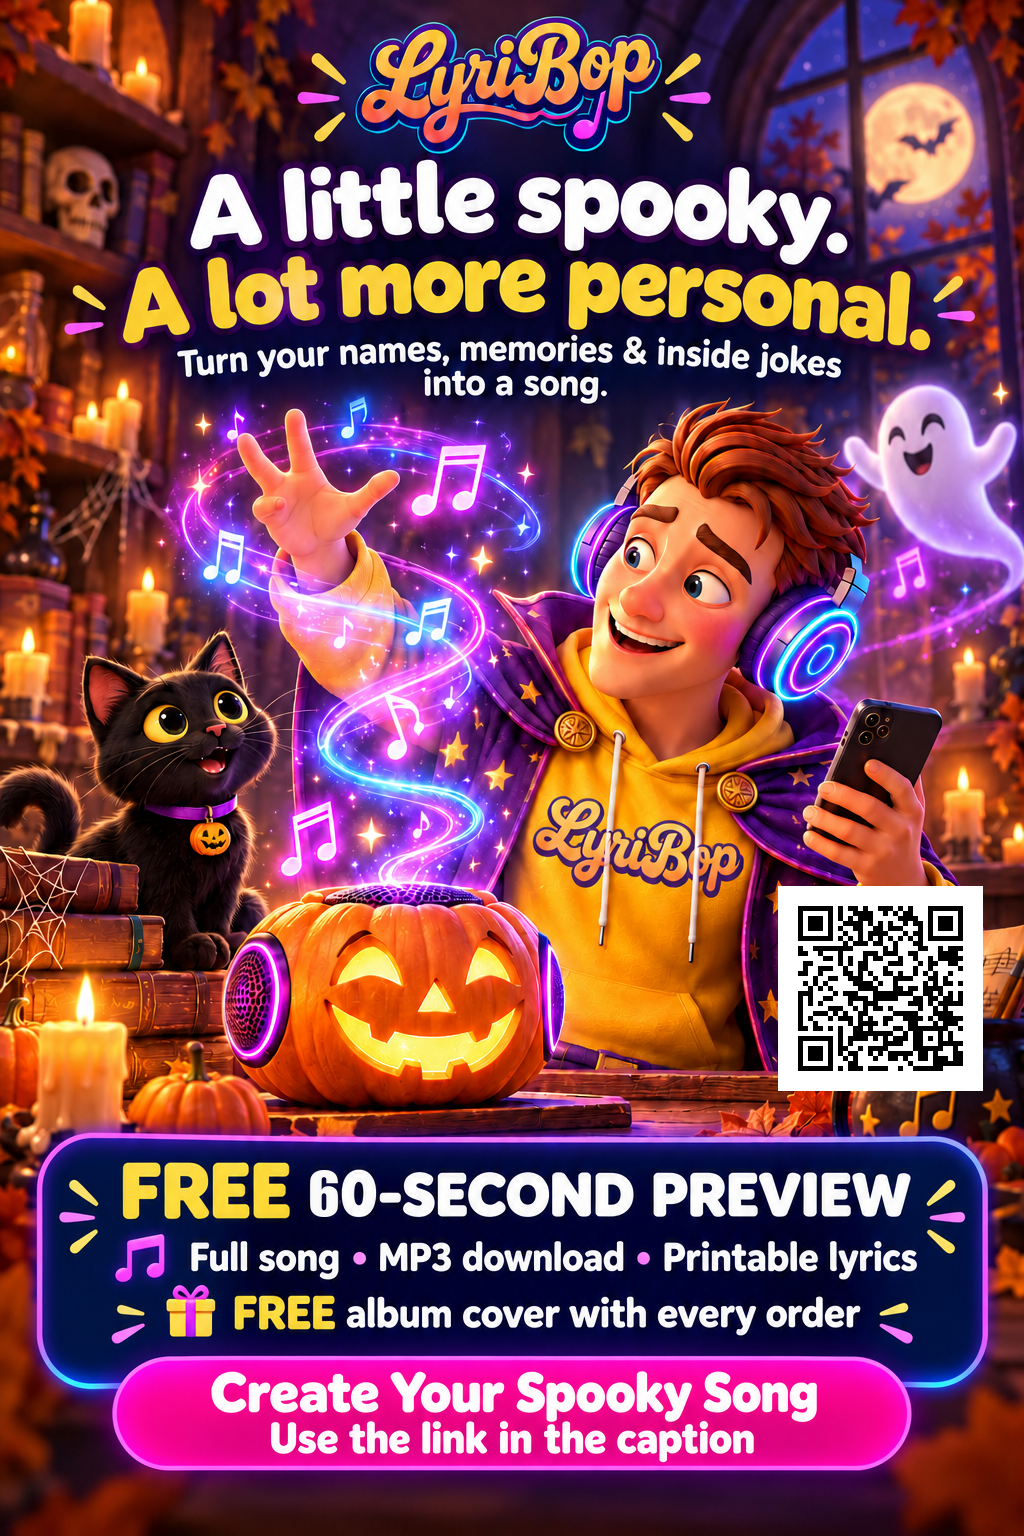 LyriBop
A little spooky.
A lot more personal.
Turn your names, memories & inside jokes
into a song.
LyriBop
FREE 60-SECOND PREVIEW
Full song • MP3 download • Printable lyrics
FREE album cover with every order
Create Your Spooky Song
Use the link in the caption